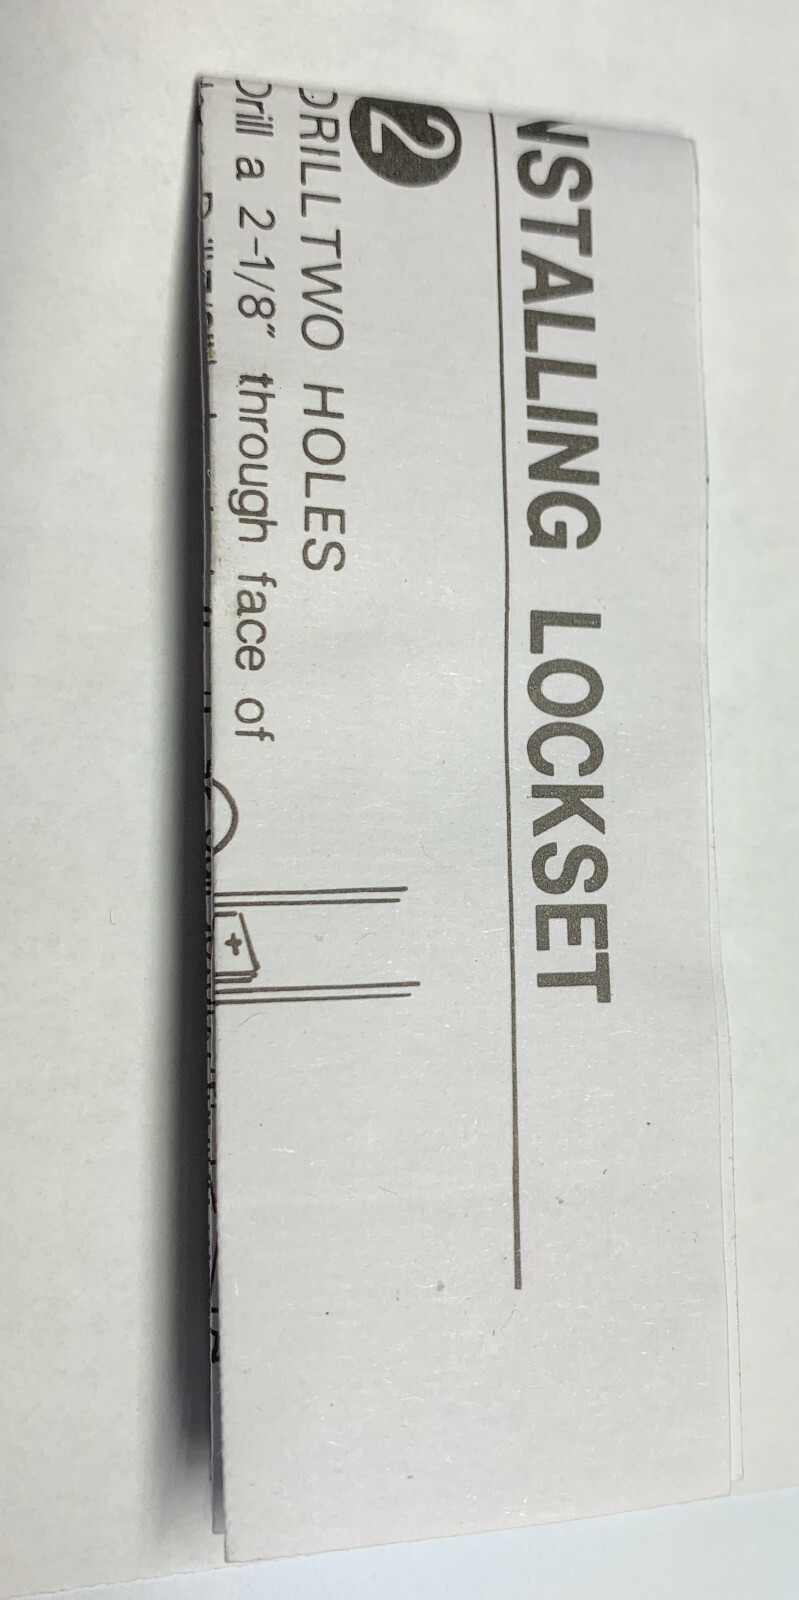 NSTALLING LOCKSET
2
DRILL TWO HOLES
Drill a 2-1/8" through face of